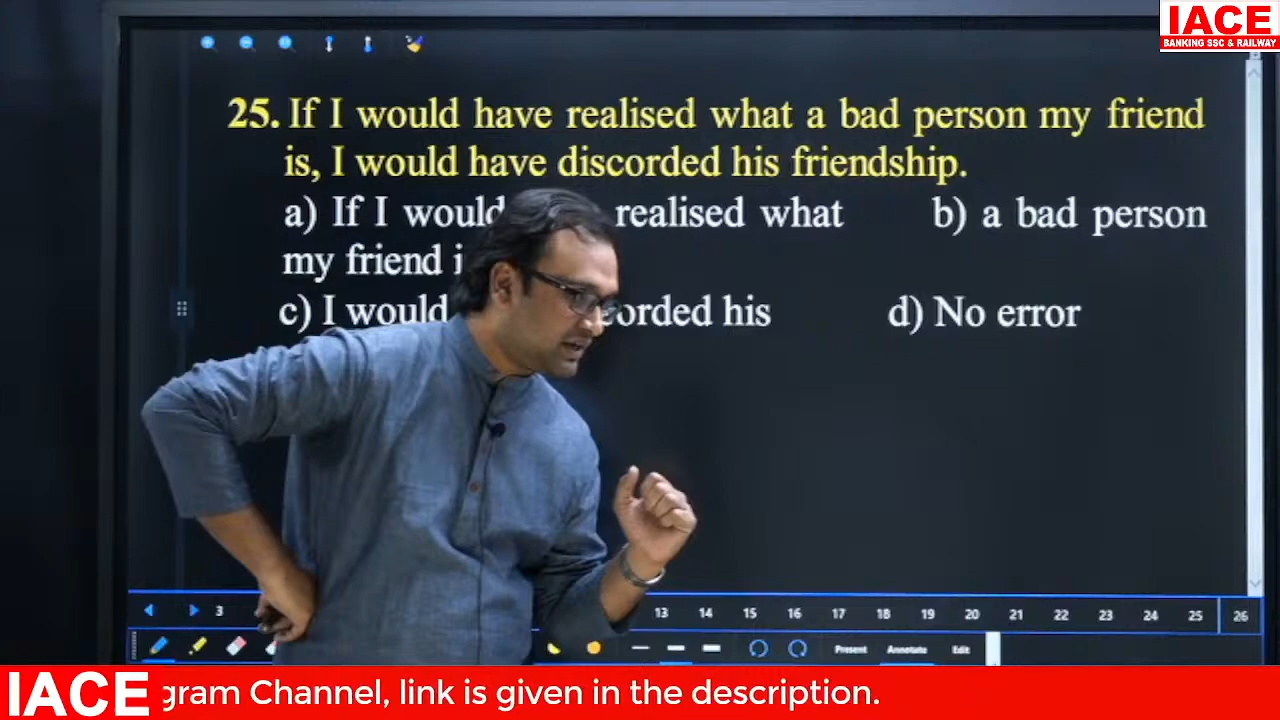 IACE
BANKING SSC & RAILWAY
25. If I would have realised what a bad person my friend
is, I would have discorded his friendship.
a) If I would realised what b) a bad person
my friend
c) I would his d) No error
3 13 14 15 16 17 18 19 20 21 22 23 24 25 26
Present Annotate Edit
IACE Channel, link is given in the description.